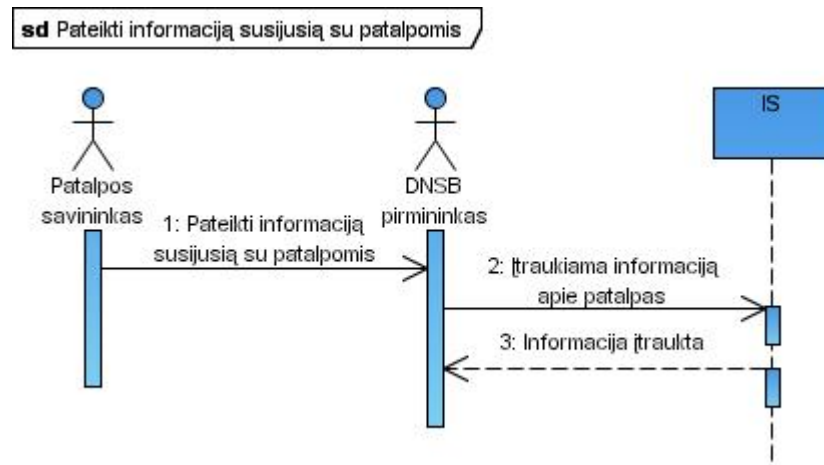 sd Pateikti informaciją susijusią su patalpomis
IS
Patalpos
savininkas
DNSB
pirmininkas
1: Pateikti informaciją
susijusią su patalpomis
2: Įtraukiama informaciją
apie patalpas
3: Informacija įtraukta